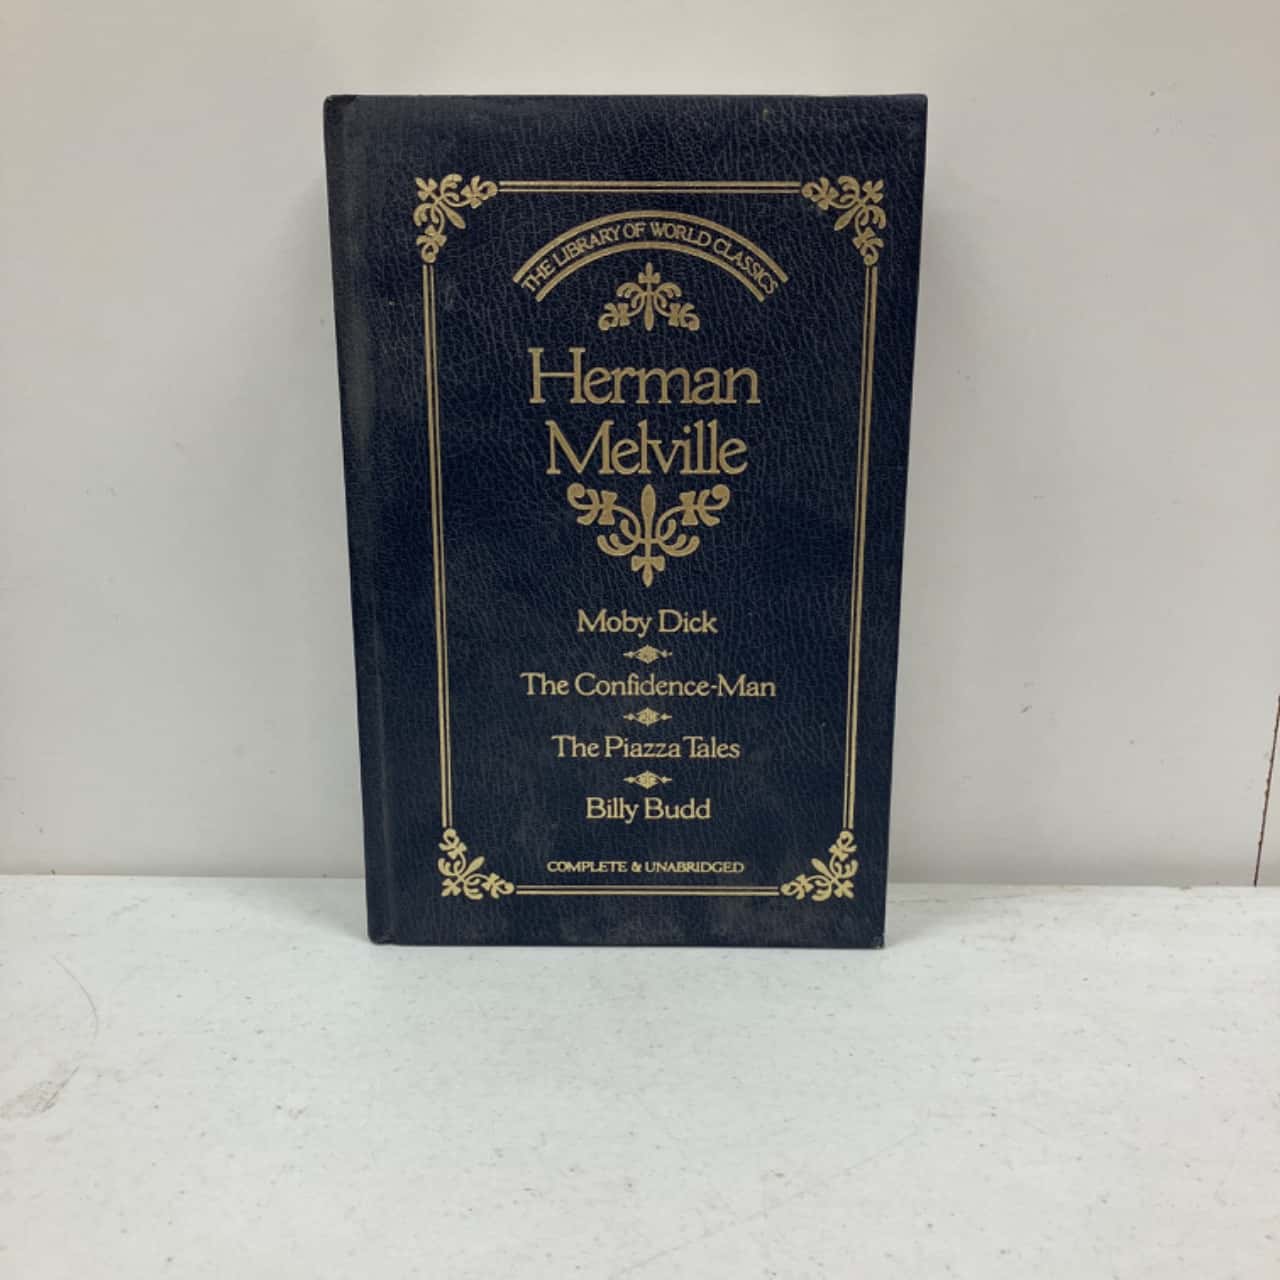 THE LIBRARY OF WORLD CLASSICS
Herman
Melville
Moby Dick
The Confidence-Man
The Piazza Tales
Billy Budd
COMPLETE & UNABRIDGED